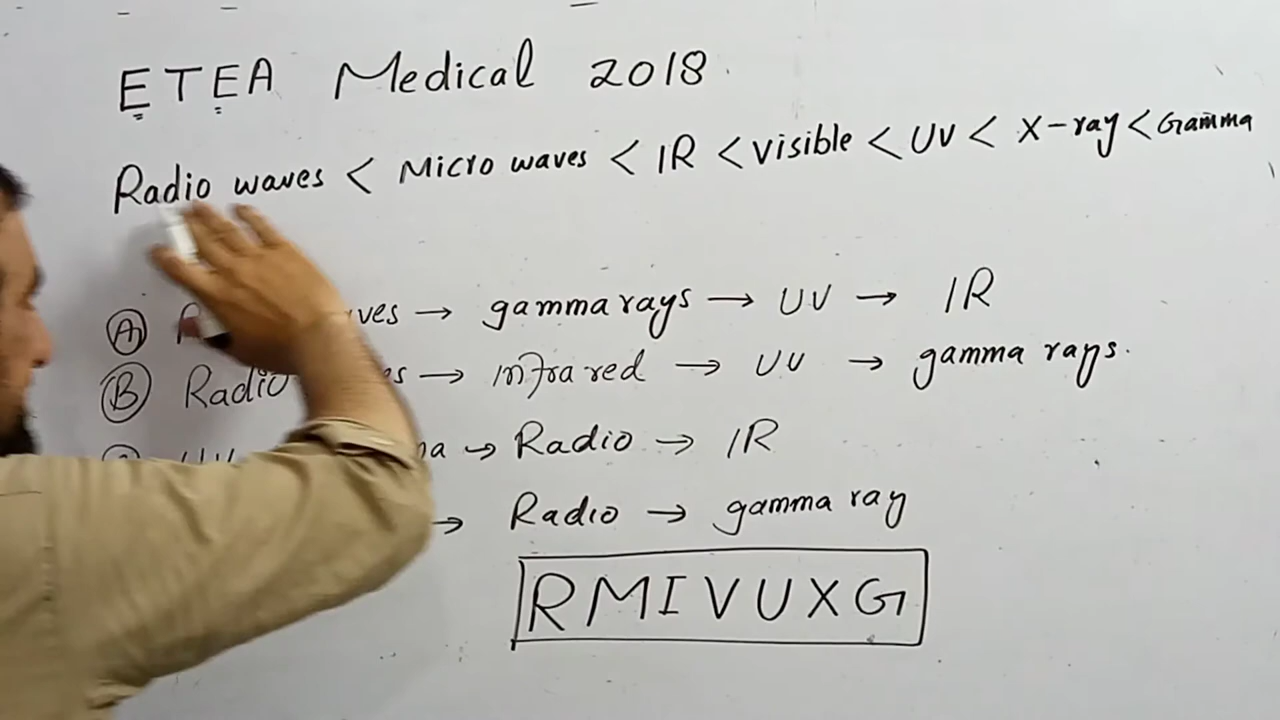 ETEA Medical 2018.
Radio waves < Micro waves < IR < visible < UV < X-ray < Gamma
(A) → gamma rays → UV → IR
(B) Radio → infrared → UV → gamma rays.
→ Radio → IR
→ Radio → gamma ray
RMIVUXG